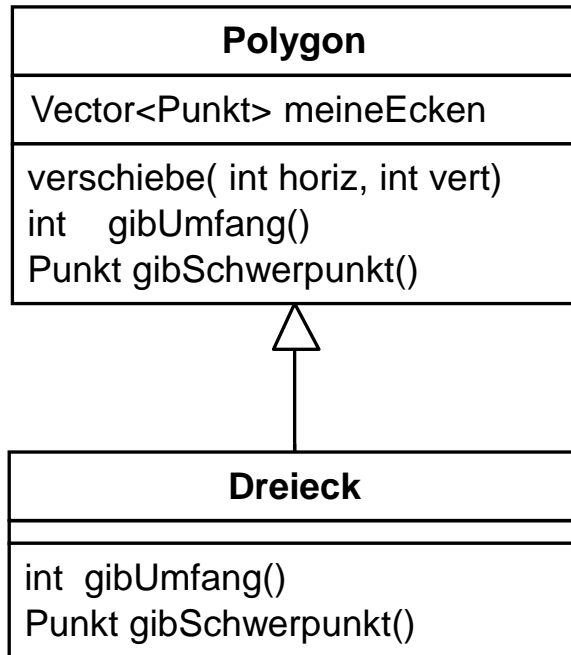 Polygon
Vector<Punkt> meineEcken
verschiebe( int horiz, int vert)
int gibUmfang()
Punkt gibSchwerpunkt()
Dreieck
int gibUmfang()
Punkt gibSchwerpunkt()